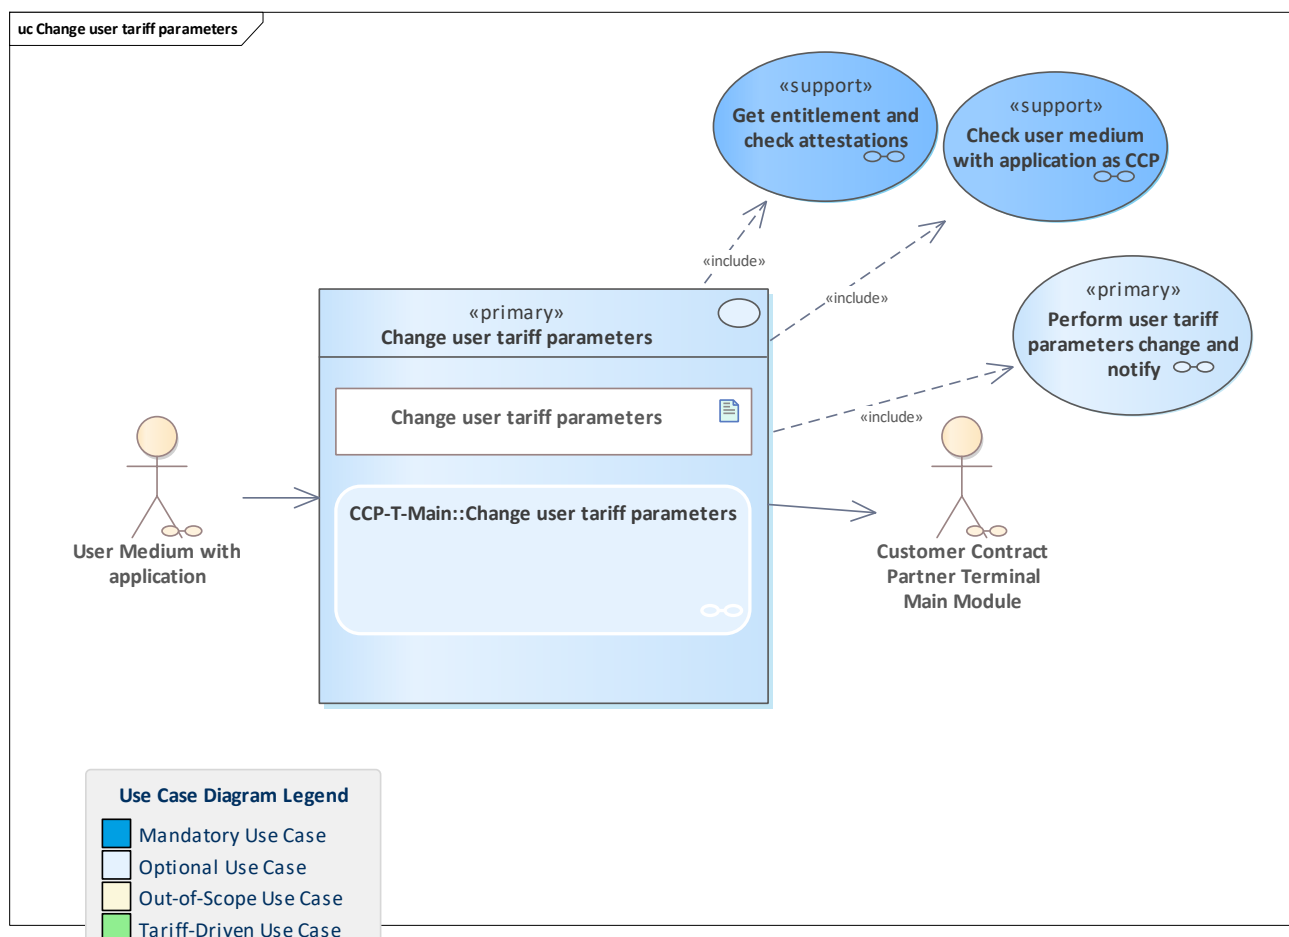 uc Change user tariff parameters
«support»
Get entitlement and
check attestations
«support»
Check user medium
with application as CCP
«include»
«include»
«primary»
Perform user tariff
parameters change and
notify
«include»
«primary»
Change user tariff parameters
Change user tariff parameters
CCP-T-Main::Change user tariff parameters
User Medium with
application
Customer Contract
Partner Terminal
Main Module
Use Case Diagram Legend
Mandatory Use Case
Optional Use Case
Out-of-Scope Use Case
Tariff-Driven Use Case